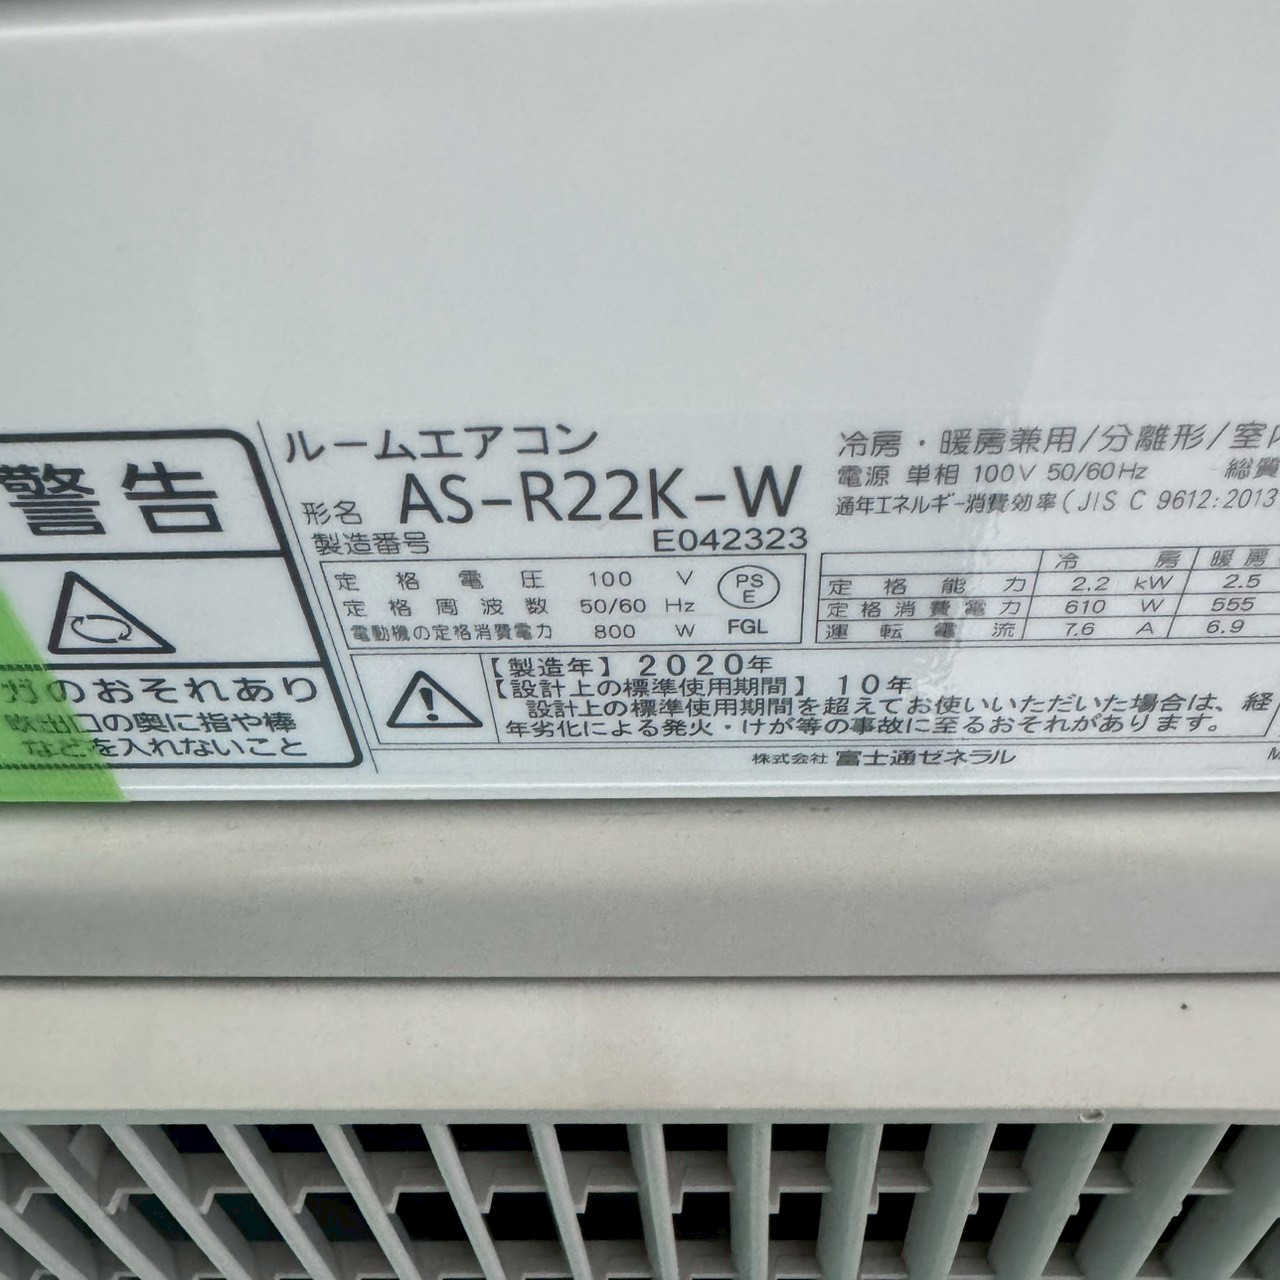 警告
ガのおそれあり
吹出口の奥に指や棒
などを入れないこと
ルームエアコン
形名 AS-R22K-W
製造番号 E042323
定格電圧 100 V
定格周波数 50/60 Hz
電動機の定格消費電力 800 W
PS
E
FGL
冷房・暖房兼用/分離形/室
電源 単相 100V 50/60Hz 総質
通年エネルギー消費効率(JIS C 9612:2013
冷房 暖房
定格能力 2.2 kW 2.5
定格消費電力 610 W 555
運転電流 7.6 A 6.9
【製造年】2020年
【設計上の標準使用期間】10年
設計上の標準使用期間を超えてお使いいただいた場合は、経
年劣化による発火・けが等の事故に至るおそれがあります。
株式会社 富士通ゼネラル